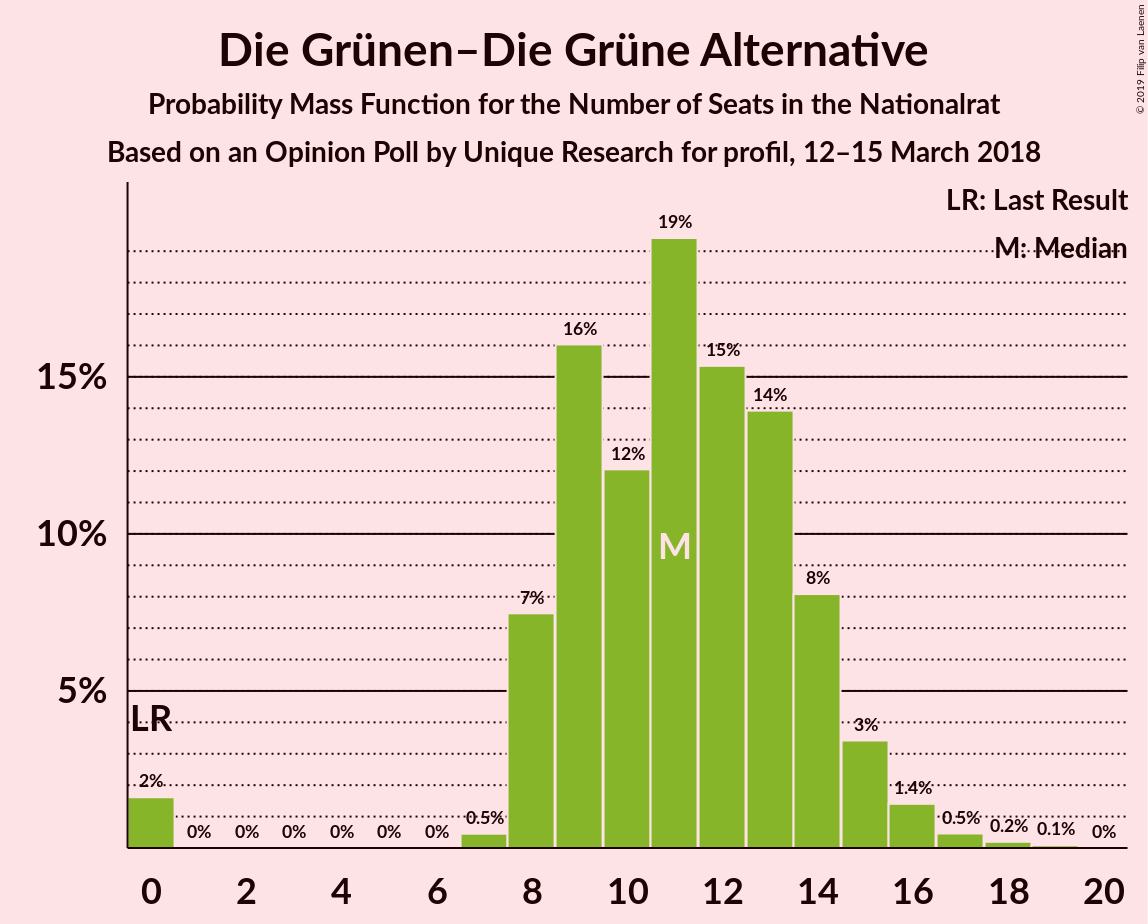 Die Grünen–Die Grüne Alternative
Probability Mass Function for the Number of Seats in the Nationalrat
Based on an Opinion Poll by Unique Research for profil, 12–15 March 2018
© 2019 Filip van Laenen
LR: Last Result
M: Median
19%
16%
15%
15%
14%
12%
10%
M
8%
7%
5%
LR
3%
2%
1.4%
0% 0% 0% 0% 0% 0% 0.5% 0.5% 0.2% 0.1% 0%
0 2 4 6 8 10 12 14 16 18 20